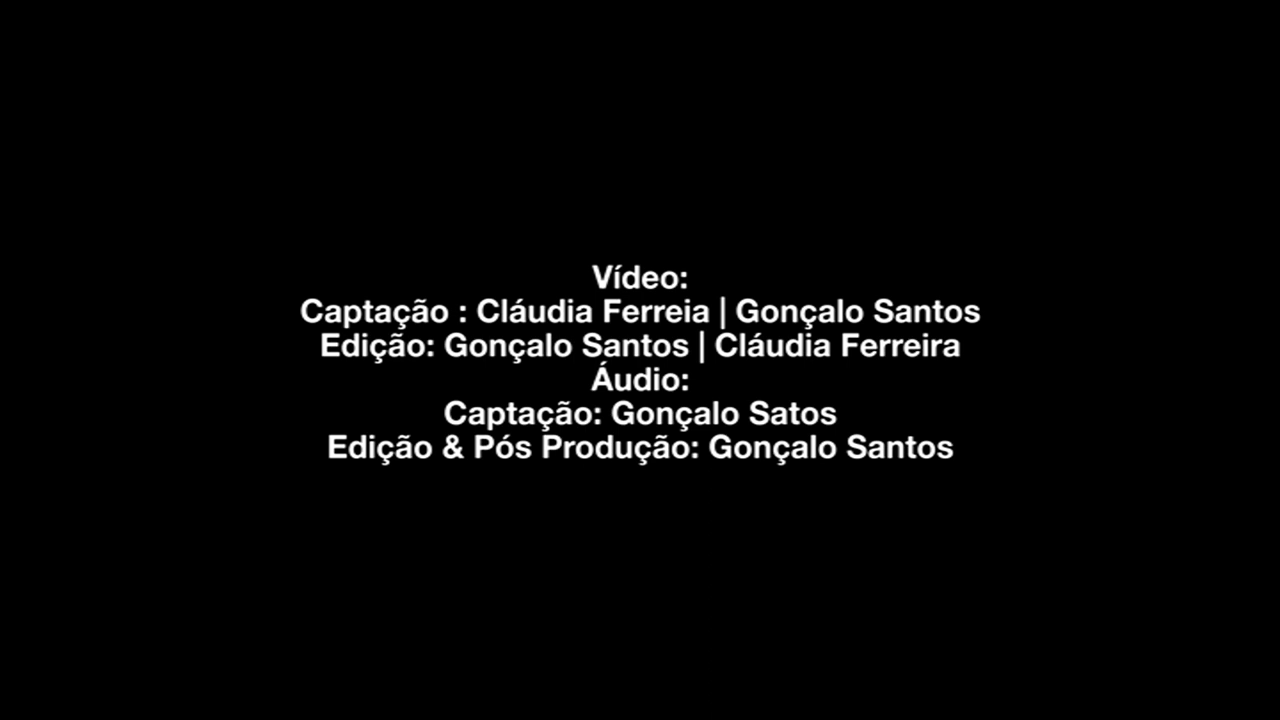 Vídeo:
Captação : Cláudia Ferreia | Gonçalo Santos
Edição: Gonçalo Santos | Cláudia Ferreira
Áudio:
Captação: Gonçalo Satos
Edição & Pós Produção: Gonçalo Santos